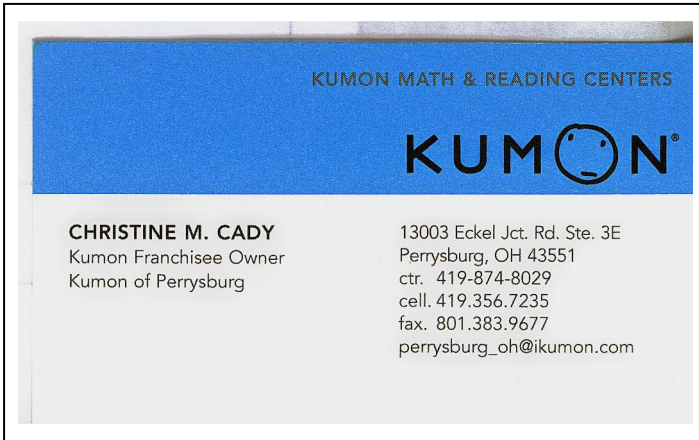 KUMON MATH & READING CENTERS
KUMON®
CHRISTINE M. CADY
Kumon Franchisee Owner
Kumon of Perrysburg
13003 Eckel Jct. Rd. Ste. 3E
Perrysburg, OH 43551
ctr. 419-874-8029
cell. 419.356.7235
fax. 801.383.9677
perrysburg_oh@ikumon.com